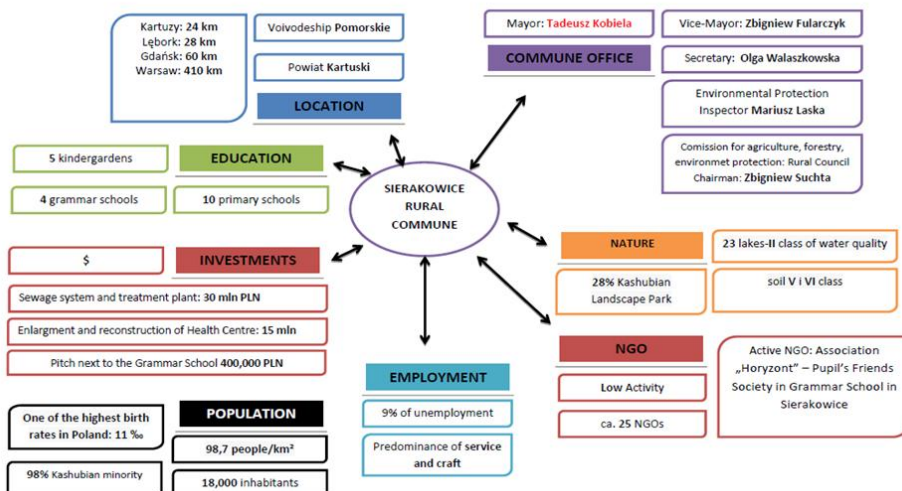 Kartuzy: 24 km
Lębork: 28 km
Gdańsk: 60 km
Warsaw: 410 km
Voivodeship Pomorskie
Powiat Kartuski
LOCATION
Mayor: Tadeusz Kobiela
COMMUNE OFFICE
Vice-Mayor: Zbigniew Fularczyk
Secretary: Olga Walaszkowska
Environmental Protection
Inspector Mariusz Laska
Comission for agriculture, forestry,
environmet protection: Rural Council
Chairman: Zbigniew Suchta
5 kindergardens
EDUCATION
4 grammar schools
10 primary schools
SIERAKOWICE
RURAL
COMMUNE
$
INVESTMENTS
Sewage system and treatment plant: 30 mln PLN
Enlargment and reconstruction of Health Centre: 15 mln
Pitch next to the Grammar School 400,000 PLN
NATURE
23 lakes-II class of water quality
28% Kashubian
Landscape Park
soil V i VI class
NGO
Low Activity
ca. 25 NGOs
Active NGO: Association
„Horyzont" – Pupil's Friends
Society in Grammar School in
Sierakowice
EMPLOYMENT
9% of unemployment
Predominance of service
and craft
One of the highest birth
rates in Poland: 11 ‰
POPULATION
98,7 people/km²
98% Kashubian minority
18,000 inhabitants